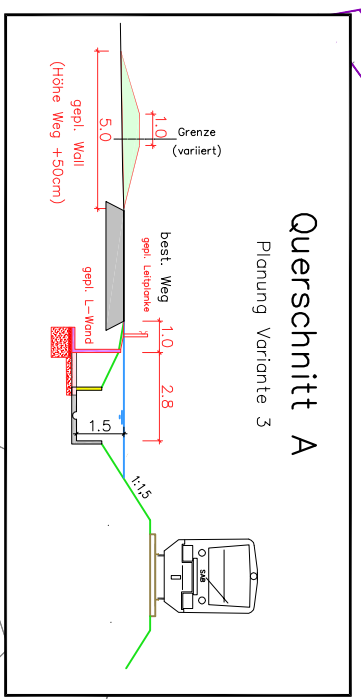 Querschnitt A
Planung Variante 3
Grenze
(variiert)
1.0
5.0
gepl. Wall
(Höhe Weg +50cm)
best. Weg
gepl. Leitplanke
gepl. L-Wand
1.0
2.8
1.5
1:1,5
SAB